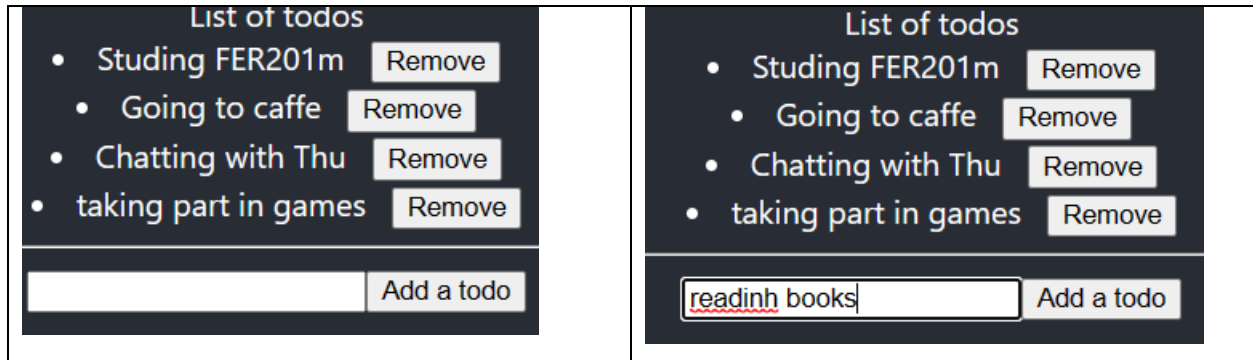 List of todos
Studing FER201m Remove
Going to caffe Remove
Chatting with Thu Remove
taking part in games Remove
Add a todo
List of todos
Studing FER201m Remove
Going to caffe Remove
Chatting with Thu Remove
taking part in games Remove
readinh books Add a todo